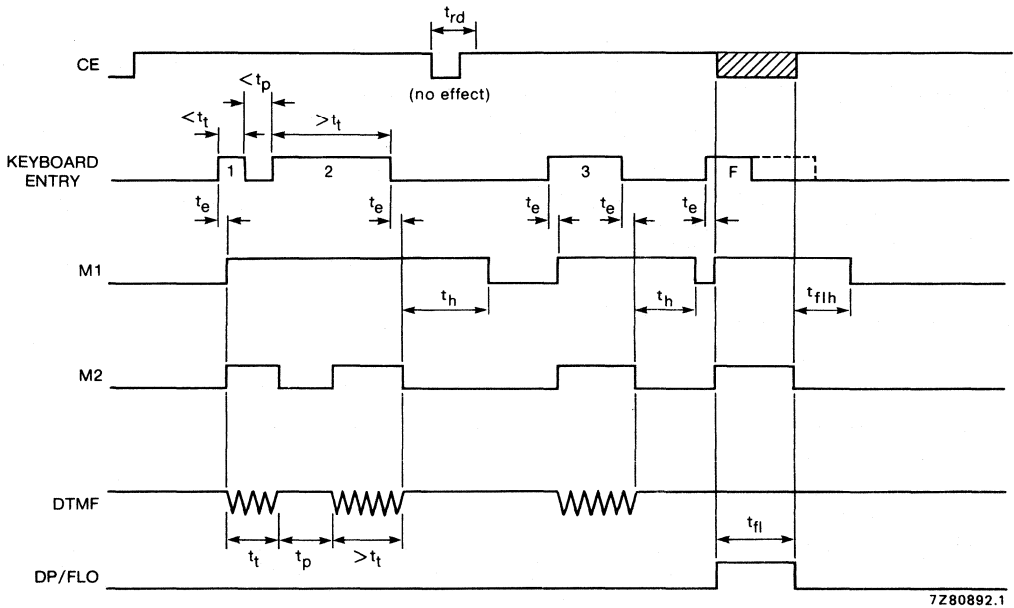 t_rd
CE
(no effect)
<t_p
<t_t
>t_t
KEYBOARD
ENTRY
1
2
3
F
t_e
t_e
t_e
t_e
t_e
M1
t_h
t_h
t_flh
M2
DTMF
t_t
t_p
>t_t
t_fl
DP/FLO
7Z80892.1